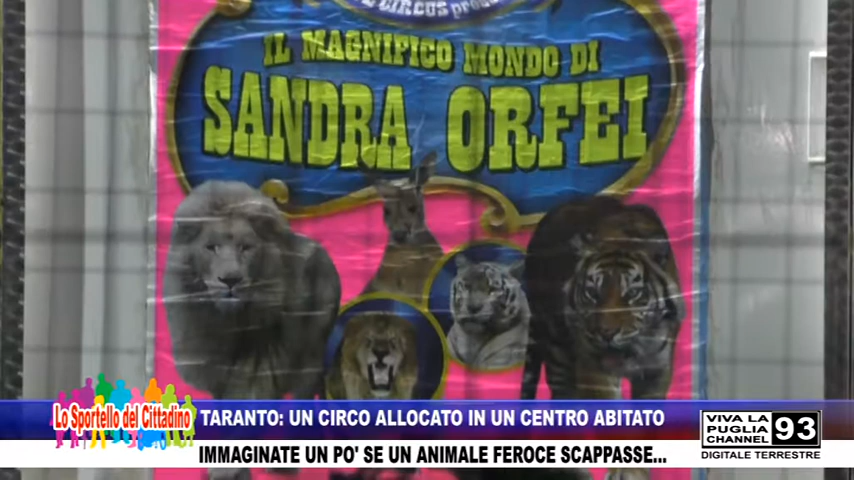 CIRCUS
IL MAGNIFICO MONDO DI
SANDRA ORFEI
Lo Sportello del Cittadino
TARANTO: UN CIRCO ALLOCATO IN UN CENTRO ABITATO
IMMAGINATE UN PO' SE UN ANIMALE FEROCE SCAPPASSE...
VIVA LA
PUGLIA
CHANNEL 93
DIGITALE TERRESTRE